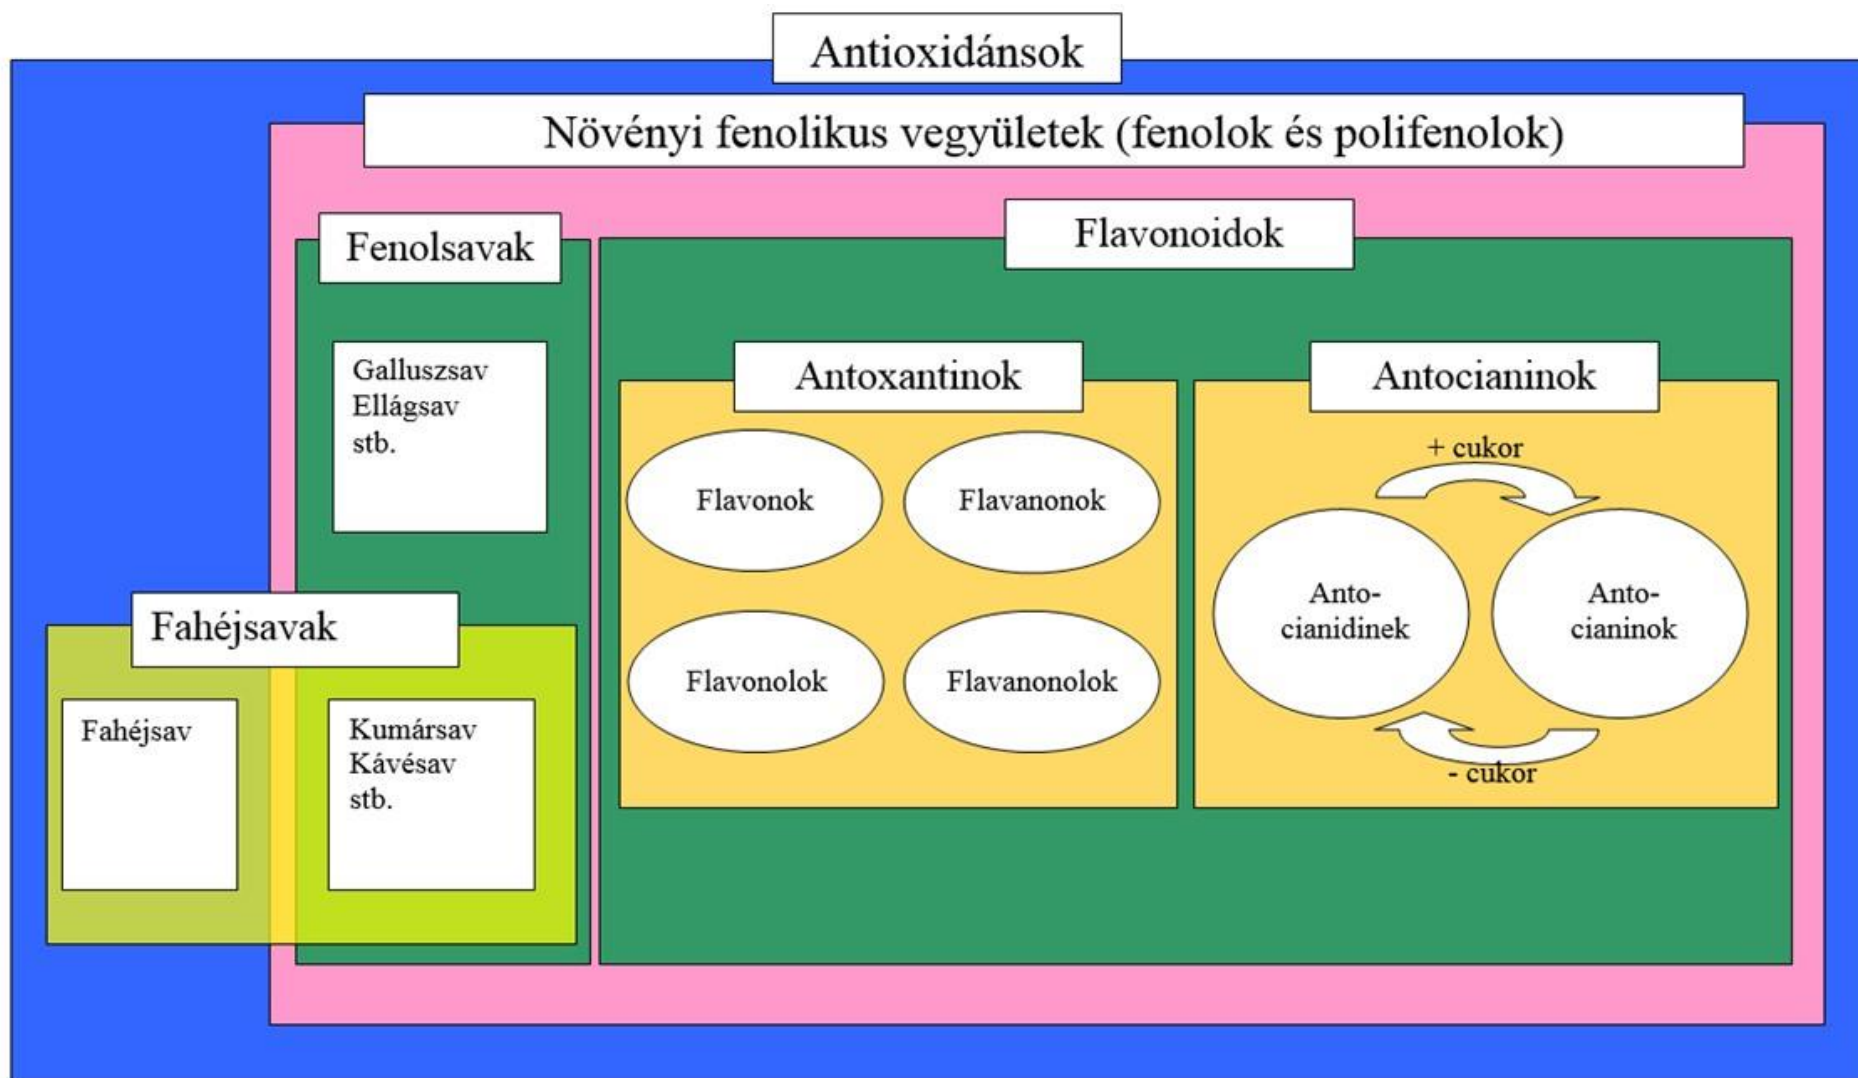 Antioxidánsok
Növényi fenolikus vegyületek (fenolok és polifenolok)
Fenolsavak
Galluszsav
Ellágsav
stb.
Fahéjsavak
Fahéjsav
Kumársav
Kávésav
stb.
Flavonoidok
Antoxantinok
Flavonok
Flavanonok
Flavonolok
Flavanonolok
Antocianinok
+ cukor
Anto-
cianidinek
Anto-
cianinok
- cukor